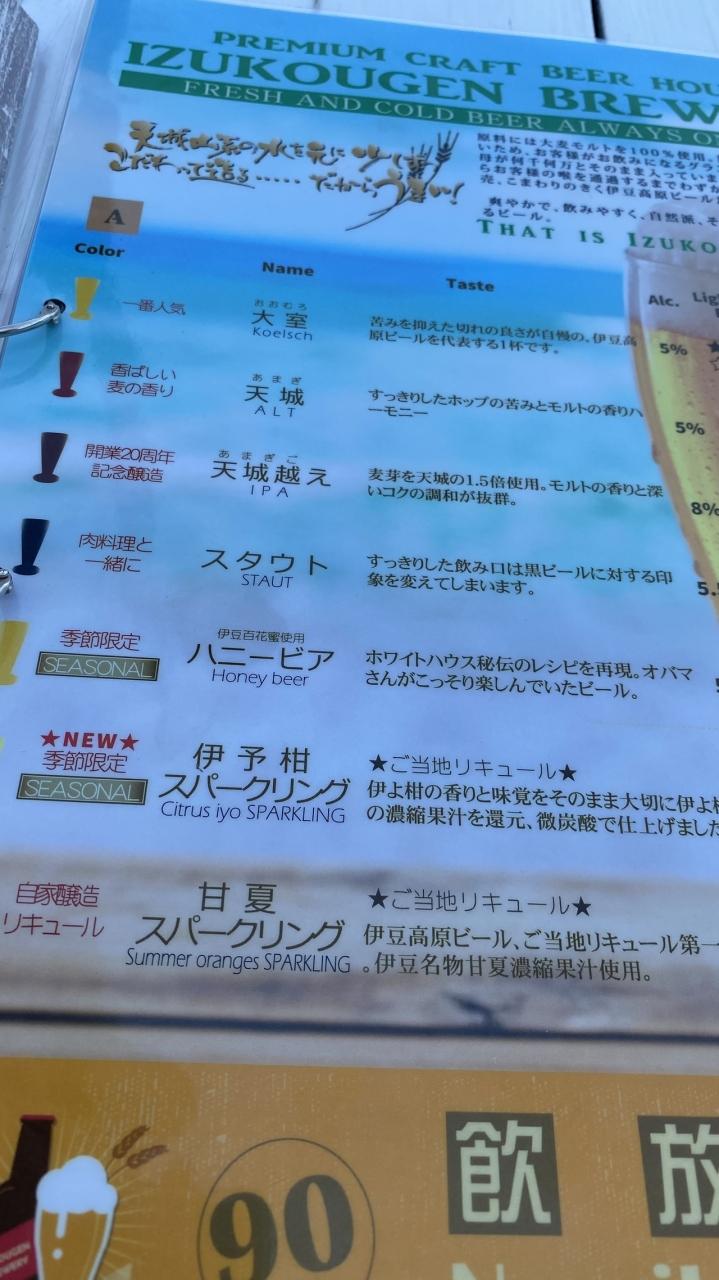 PREMIUM CRAFT BEER HOU
IZUKOUGEN BREW
FRESH AND COLD BEER ALWAYS O
天城山系の水を元に
こだわって造る……だから、うまい!
原料には大麦モルトを100%使用。
いため、お客様がお飲みになるグラ
母が何千何万とそのまま入っていま
らお客様の喉を通過するまでわずか
売、こまわりのきく伊豆高原ビール
爽やかで、飲みやすく、自然派、そ
るビール。
THAT IS IZUKO
A
Color
Name
Taste
Alc.
Lig
一番人気
おおむろ
大室
Koelsch
苦みを抑えた切れの良さが自慢の、伊豆高
原ビールを代表する1杯です。
5%
香ばしい
麦の香り
あまぎ
天城
ALT
すっきりしたホップの苦みとモルトの香りハ
ーモニー
5%
開業20周年
記念醸造
あまぎご
天城越え
IPA
麦芽を天城の1.5倍使用。モルトの香りと深
いコクの調和が抜群。
8%
肉料理と
一緒に
スタウト
STAUT
すっきりした飲み口は黒ビールに対する印
象を変えてしまいます。
5.
季節限定
SEASONAL
伊豆百花蜜使用
ハニービア
Honey beer
ホワイトハウス秘伝のレシピを再現。オバマ
さんがこっそり楽しんでいたビール。
★NEW★
季節限定
SEASONAL
伊予柑
スパークリング
Citrus iyo SPARKLING
★ご当地リキュール★
伊よ柑の香りと味覚をそのまま大切に伊よ柑
の濃縮果汁を還元、微炭酸で仕上げました
自家醸造
リキュール
甘夏
スパークリング
Summer oranges SPARKLING
★ご当地リキュール★
伊豆高原ビール、ご当地リキュール第一
。伊豆名物甘夏濃縮果汁使用。
90
飲 放